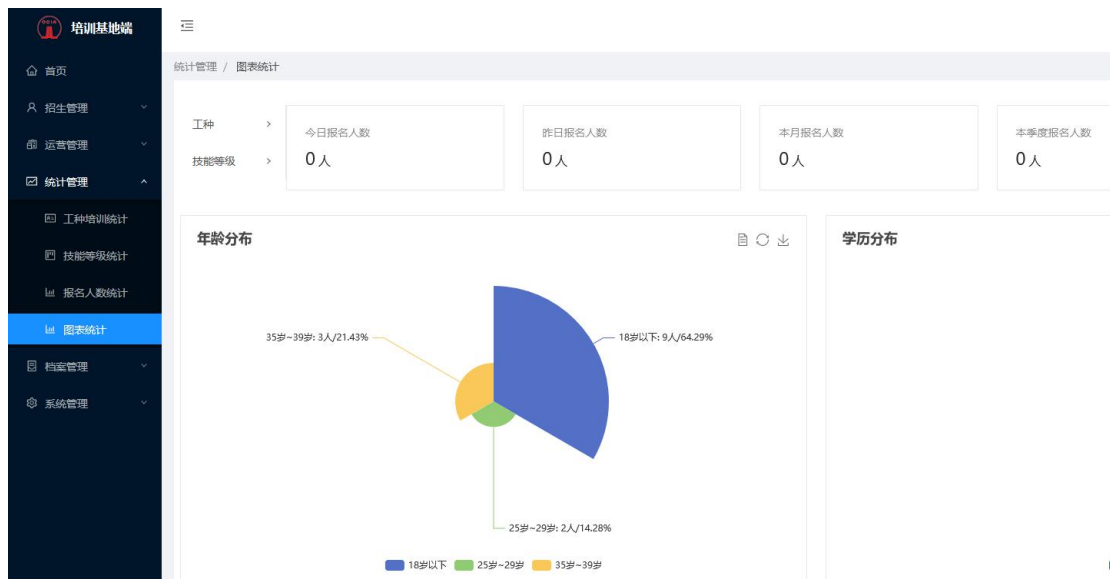 培训基地端
首页
招生管理
运营管理
统计管理
工种培训统计
技能等级统计
报名人数统计
图表统计
档室管理
系统管理
统计管理 / 图表统计
工种 >
技能等级 >
今日报名人数
0人
昨日报名人数
0人
本月报名人数
0人
本季度报名人数
0人
年龄分布
35岁~39岁: 3人/21.43%
18岁以下: 9人/64.29%
25岁~29岁: 2人/14.28%
18岁以下 25岁~29岁 35岁~39岁
学历分布